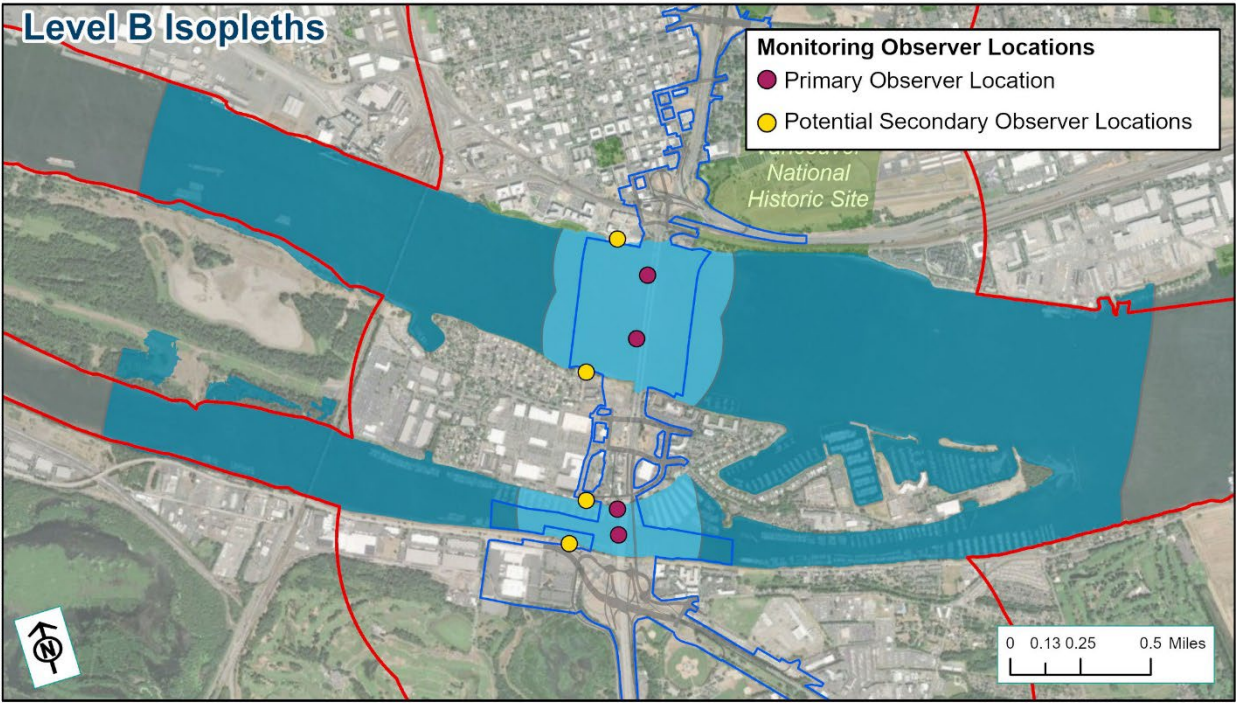 Level B Isopleths
Monitoring Observer Locations
Primary Observer Location
Potential Secondary Observer Locations
National
Historic Site
N
0 0.13 0.25 0.5 Miles